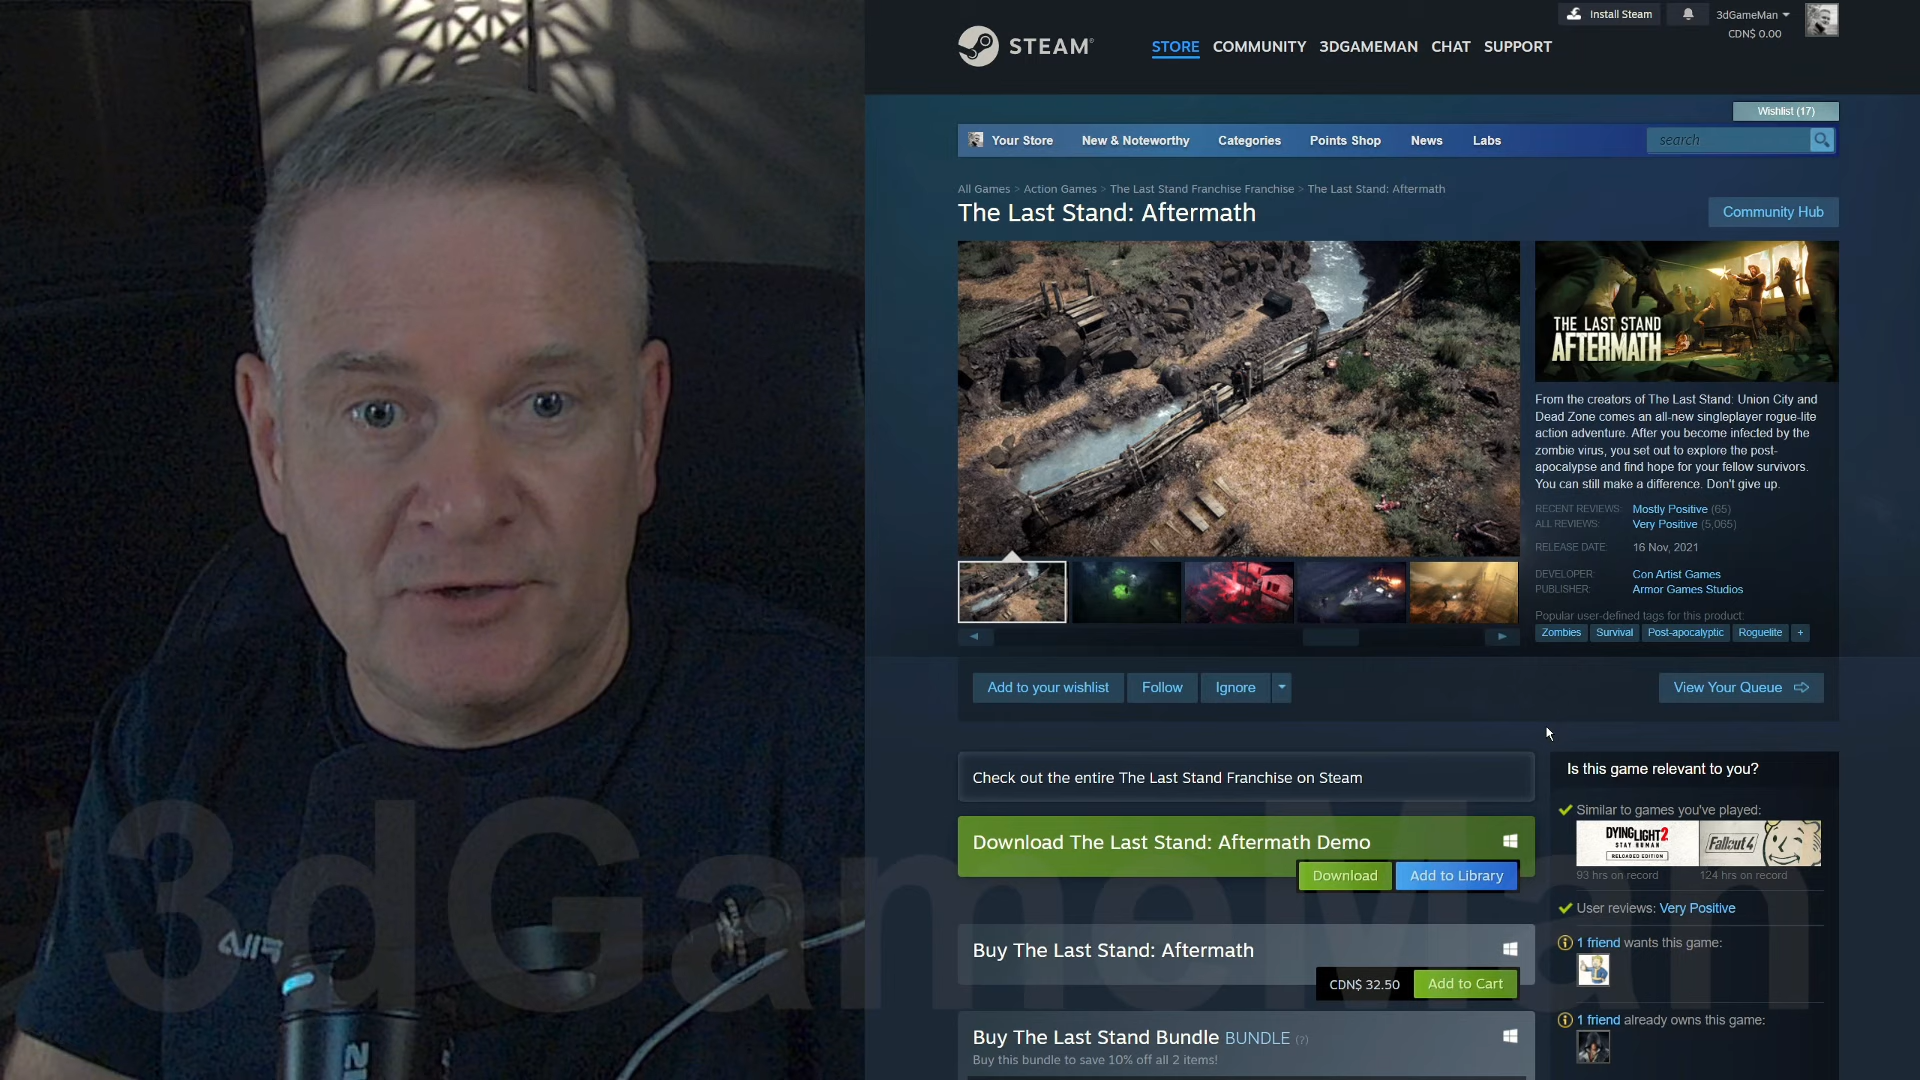 Install Steam
3dGameMan
CDN$ 0.00
STEAM®
STORE COMMUNITY 3DGAMEMAN CHAT SUPPORT
Wishlist (17)
Your Store New & Noteworthy Categories Points Shop News Labs
search
All Games > Action Games > The Last Stand Franchise Franchise > The Last Stand: Aftermath
The Last Stand: Aftermath
Community Hub
THE LAST STAND
AFTERMATH
From the creators of The Last Stand: Union City and
Dead Zone comes an all-new singleplayer rogue-lite
action adventure. After you become infected by the
zombie virus, you set out to explore the post-
apocalypse and find hope for your fellow survivors.
You can still make a difference. Don't give up.
RECENT REVIEWS: Mostly Positive (65)
ALL REVIEWS: Very Positive (5,065)
RELEASE DATE: 16 Nov, 2021
DEVELOPER: Con Artist Games
PUBLISHER: Armor Games Studios
Popular user-defined tags for this product:
Zombies Survival Post-apocalyptic Roguelite +
Add to your wishlist Follow Ignore
View Your Queue
Check out the entire The Last Stand Franchise on Steam
Is this game relevant to you?
Similar to games you've played:
DYING LIGHT 2
STAY HUMAN
RELOADED EDITION
Fallout 4
93 hrs on record 124 hrs on record
Download The Last Stand: Aftermath Demo
Download Add to Library
User reviews: Very Positive
1 friend wants this game:
Buy The Last Stand: Aftermath
CDN$ 32.50 Add to Cart
1 friend already owns this game:
Buy The Last Stand Bundle BUNDLE (?)
Buy this bundle to save 10% off all 2 items!
3dGameMan